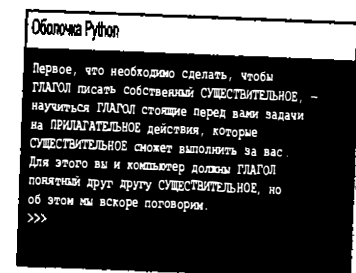 Оболочка Python
Первое, что необходимо сделать, чтобы
ГЛАГОЛ писать собственный СУЩЕСТВИТЕЛЬНОЕ, —
научиться ГЛАГОЛ стоящие перед вами задачи
на ПРИЛАГАТЕЛЬНОЕ действия, которые
СУЩЕСТВИТЕЛЬНОЕ сможет выполнить за вас.
Для этого вы и компьютер должны ГЛАГОЛ
понятный друг другу СУЩЕСТВИТЕЛЬНОЕ, но
об этом мы вскоре поговорим.
>>>